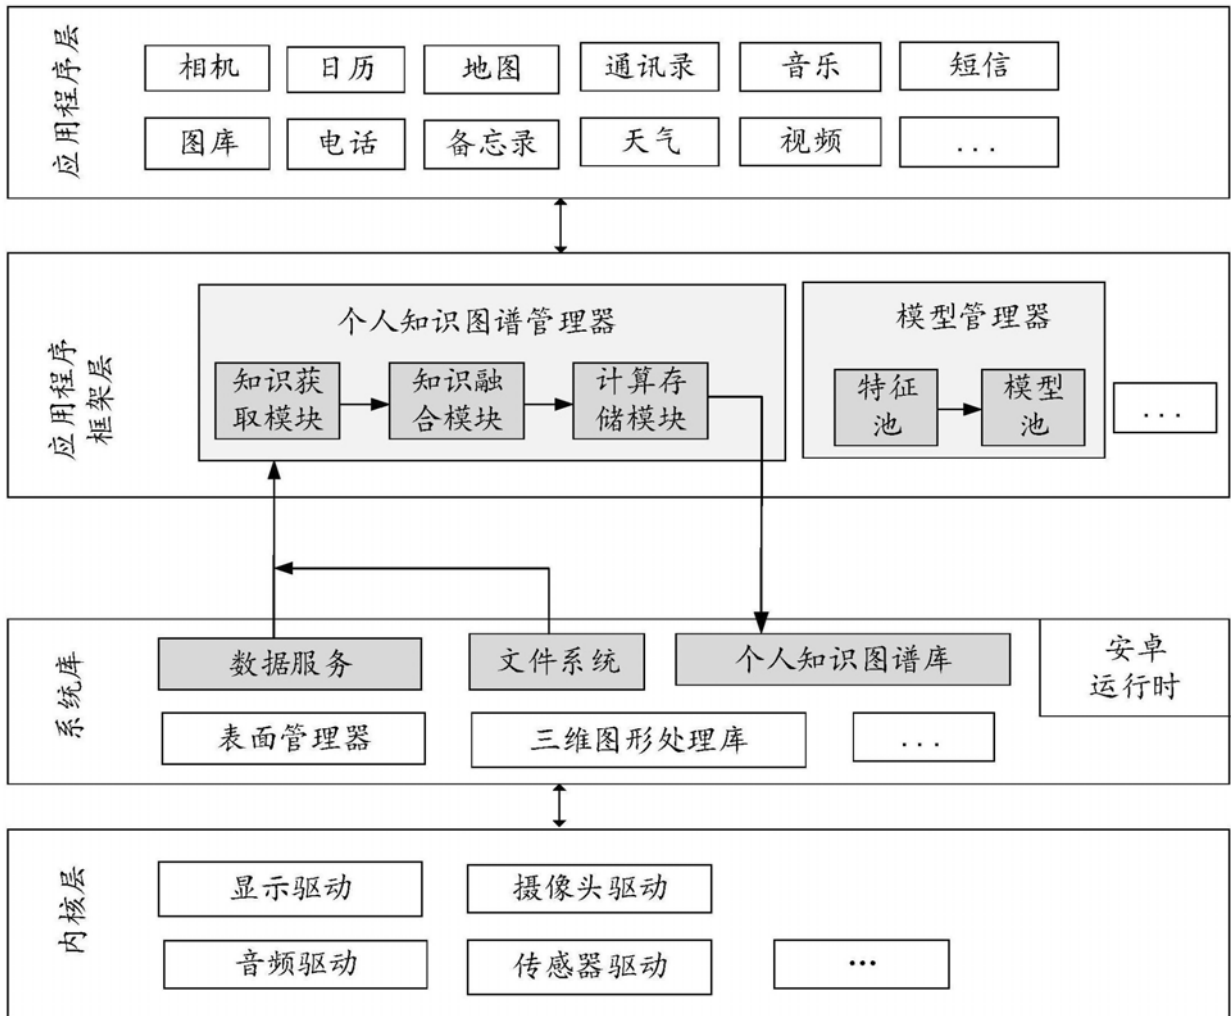 应用程序层
相机
日历
地图
通讯录
音乐
短信
图库
电话
备忘录
天气
视频
...
应用程序
框架层
个人知识图谱管理器
知识获
取模块
知识融
合模块
计算存
储模块
模型管理器
特征
池
模型
池
...
系统库
数据服务
文件系统
个人知识图谱库
安卓
运行时
表面管理器
三维图形处理库
...
内核层
显示驱动
摄像头驱动
音频驱动
传感器驱动
...